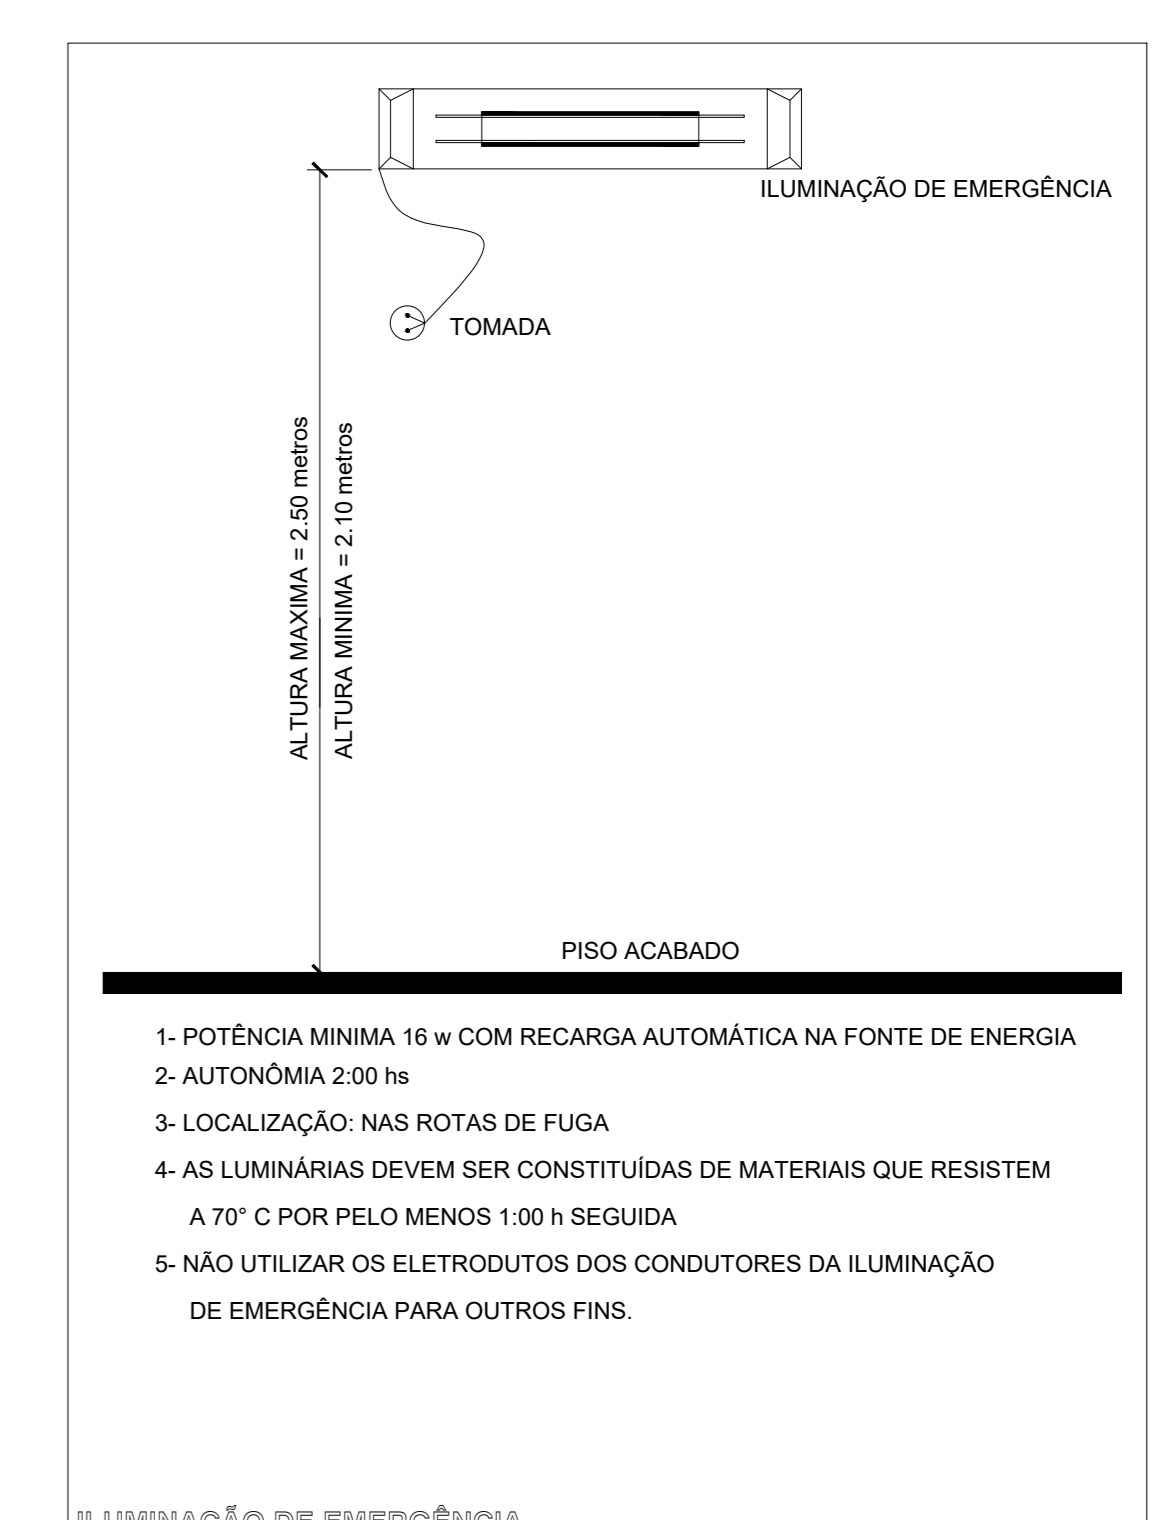 ILUMINAÇÃO DE EMERGÊNCIA
TOMADA
ALTURA MAXIMA = 2.50 metros
ALTURA MINIMA = 2.10 metros
PISO ACABADO
1- POTÊNCIA MINIMA 16 w COM RECARGA AUTOMÁTICA NA FONTE DE ENERGIA
2- AUTONÔMIA 2:00 hs
3- LOCALIZAÇÃO: NAS ROTAS DE FUGA
4- AS LUMINÁRIAS DEVEM SER CONSTITUÍDAS DE MATERIAIS QUE RESISTEM
A 70° C POR PELO MENOS 1:00 h SEGUIDA
5- NÃO UTILIZAR OS ELETRODUTOS DOS CONDUTORES DA ILUMINAÇÃO
DE EMERGÊNCIA PARA OUTROS FINS.
ILUMINAÇÃO DE EMERGÊNCIA